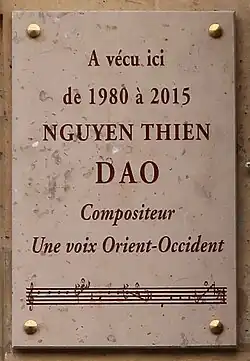 A vécu ici
de 1980 à 2015
NGUYEN THIEN
DAO
Compositeur
Une voix Orient-Occident